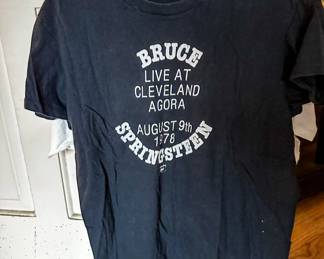 BRUCE
LIVE AT
CLEVELAND
AGORA
AUGUST 9th
1978
SPRINGSTEEN